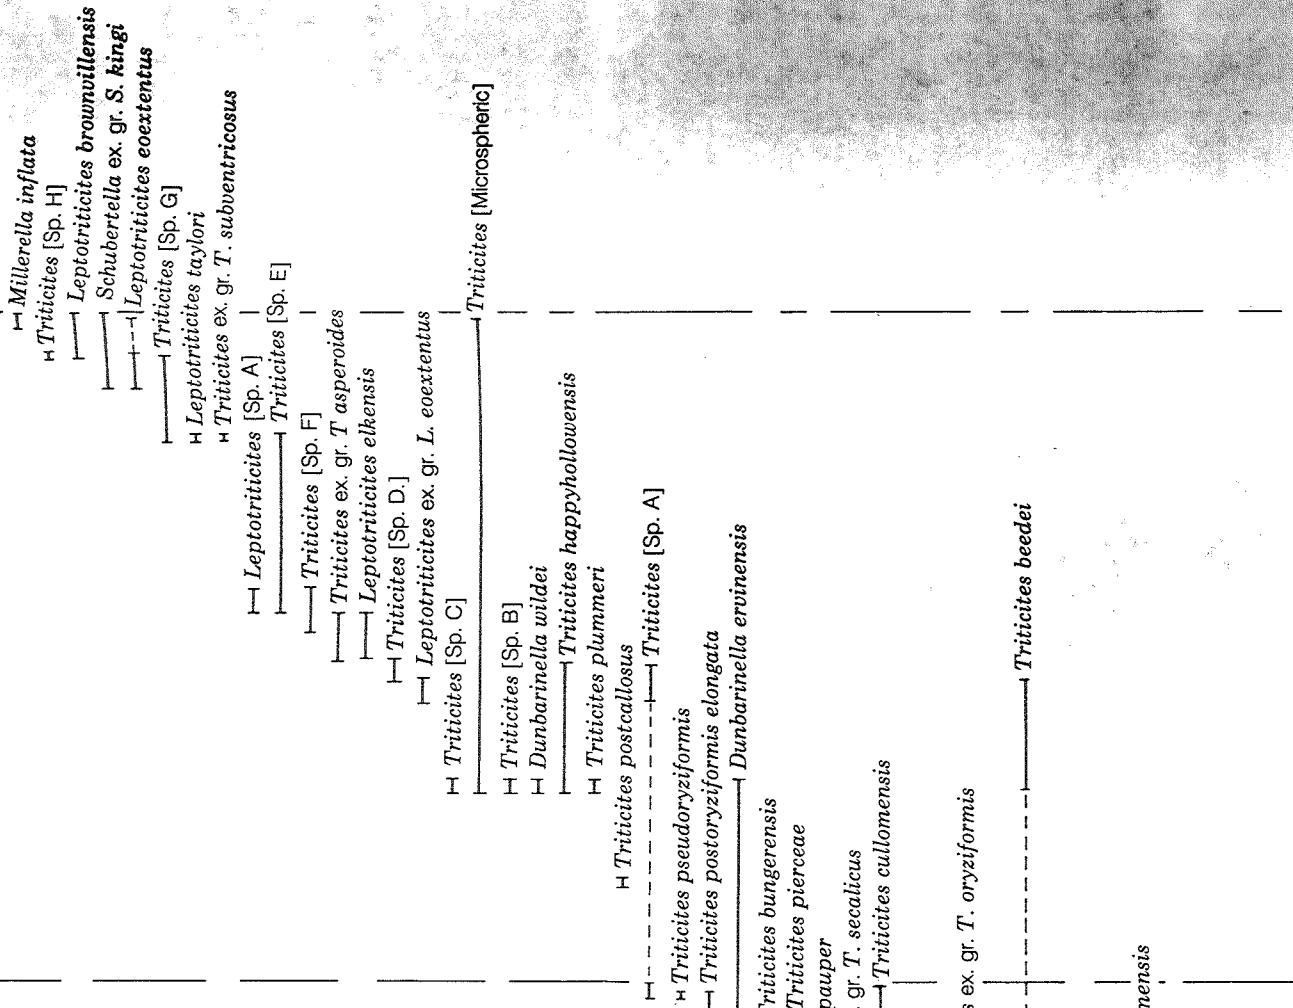 Millerella inflata
Triticites [Sp. H]
Leptotriticites brownvillensis
Schubertella ex. gr. S. kingi
Leptotriticites eoextentus
Triticites [Sp. G]
Leptotriticites taylori
Triticites ex. gr. T. subventricosus
Leptotriticites [Sp. A]
Triticites [Sp. E]
Triticites [Sp. F]
Triticites ex. gr. T asperoides
Leptotriticites elkensis
Triticites [Sp. D.]
Leptotriticites ex. gr. L. eoextentus
Triticites [Sp. C]
Triticites [Microspheric]
Triticites [Sp. B]
Dunbarinella wildei
Triticites happyhollowensis
Triticites plummeri
Triticites postcallosus
Triticites [Sp. A]
Triticites pseudoryziformis
Triticites postoryziformis elongata
Dunbarinella ervinensis
Triticites bungerensis
Triticites pierceae
pauper
gr. T. secalicus
Triticites cullomensis
s ex. gr. T. oryziformis
Triticites beedei
mensis